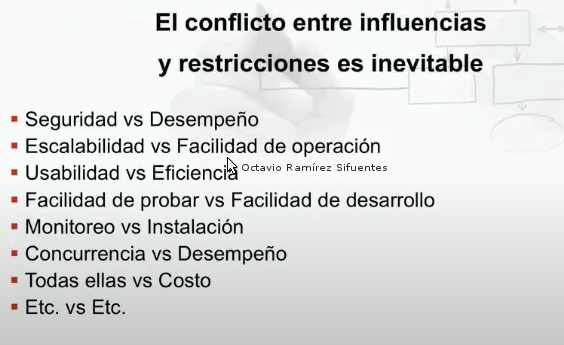 El conflicto entre influencias
y restricciones es inevitable
Seguridad vs Desempeño
Escalabilidad vs Facilidad de operación
Usabilidad vs Eficiencia
Octavio Ramírez Sifuentes
Facilidad de probar vs Facilidad de desarrollo
Monitoreo vs Instalación
Concurrencia vs Desempeño
Todas ellas vs Costo
Etc. vs Etc.